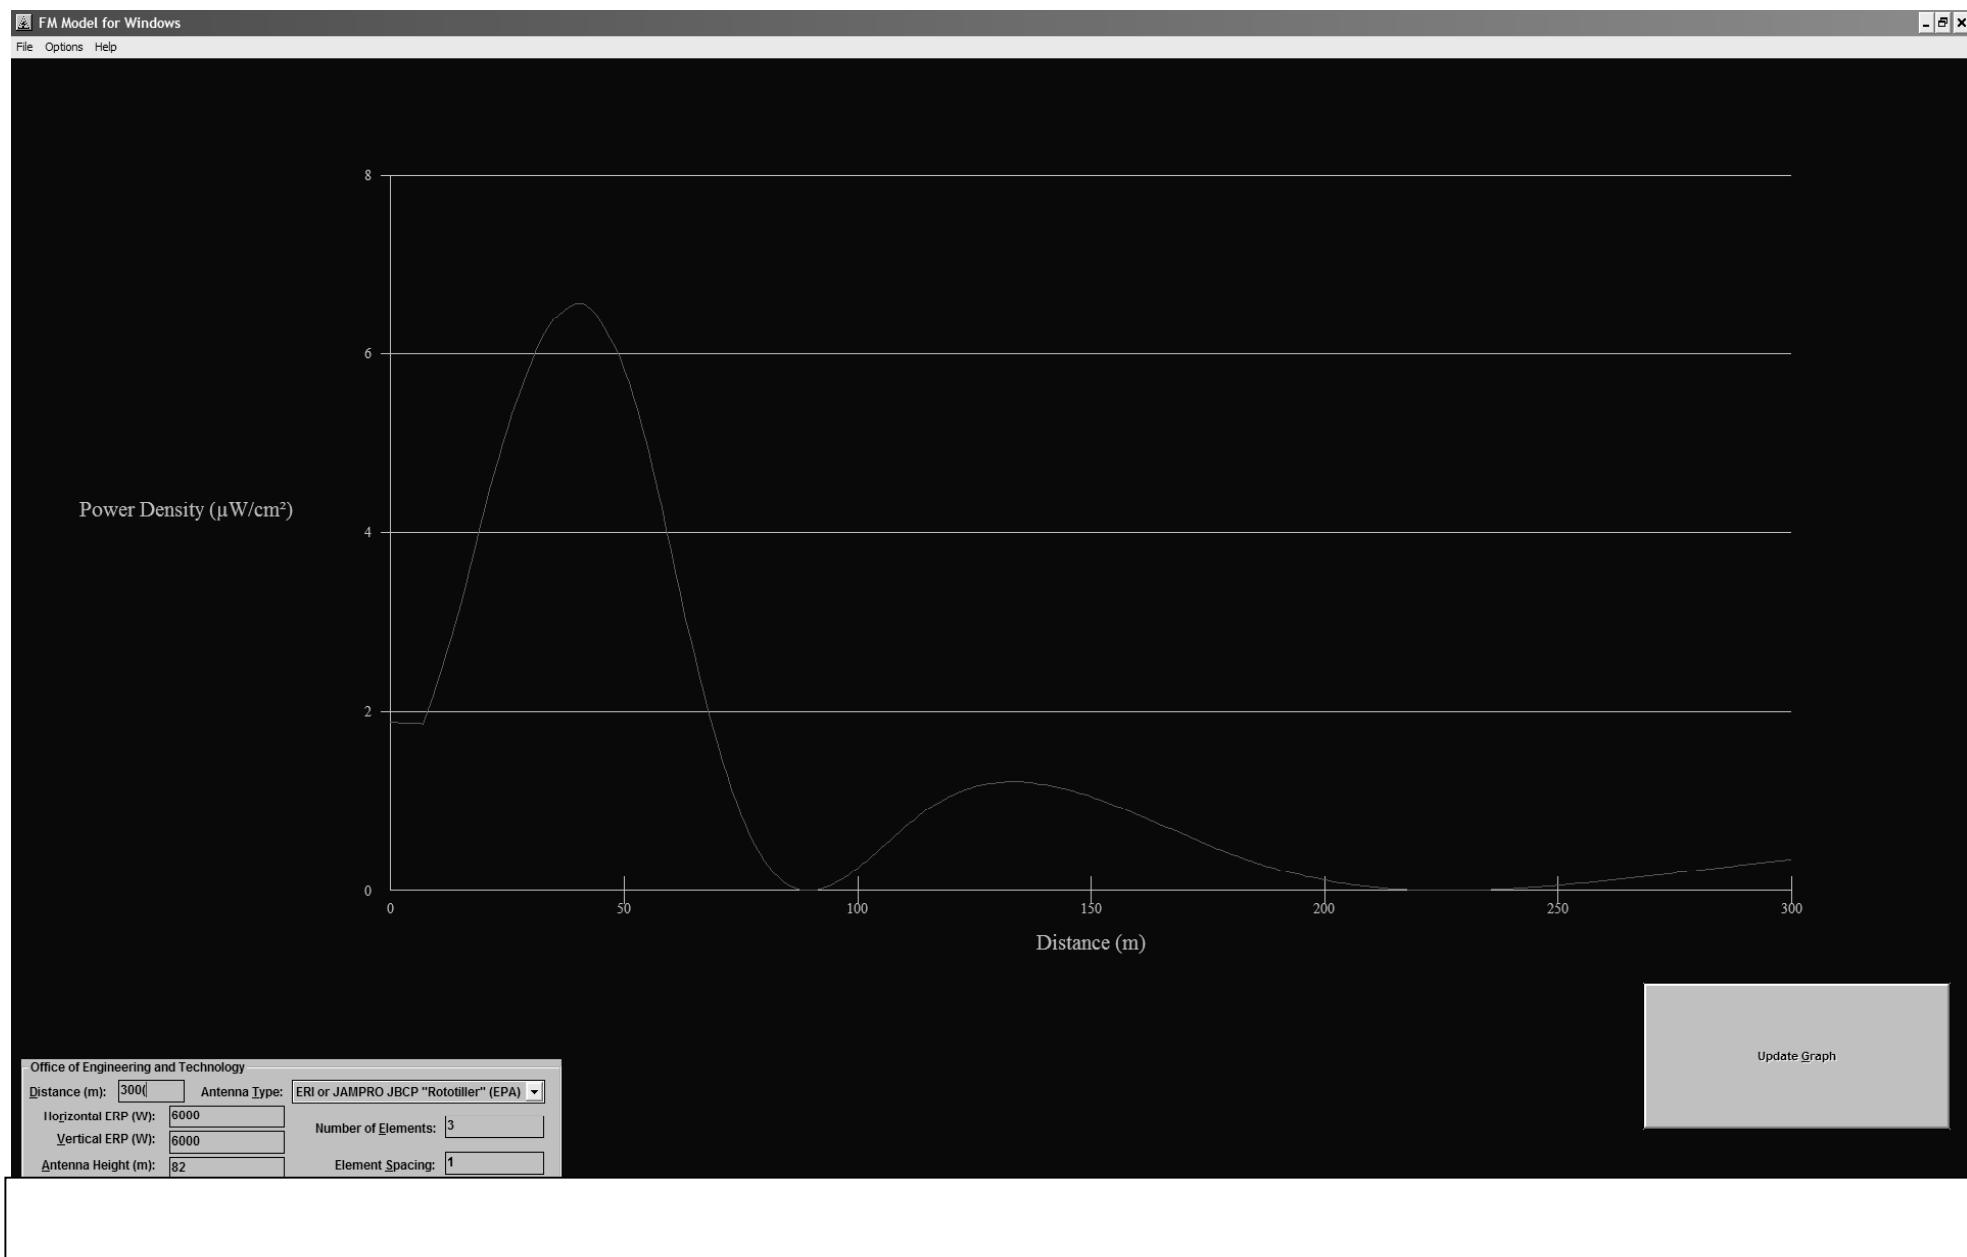 FM Model for Windows
File Options Help
8
6
Power Density (µW/cm²)
4
2
0
0 50 100 150 200 250 300
Distance (m)
Update Graph
Office of Engineering and Technology
Distance (m): 300( Antenna Type: ERI or JAMPRO JBCP "Rototiller" (EPA)
Horizontal ERP (W): 6000
Number of Elements: 3
Vertical ERP (W): 6000
Antenna Height (m): 82 Element Spacing: 1